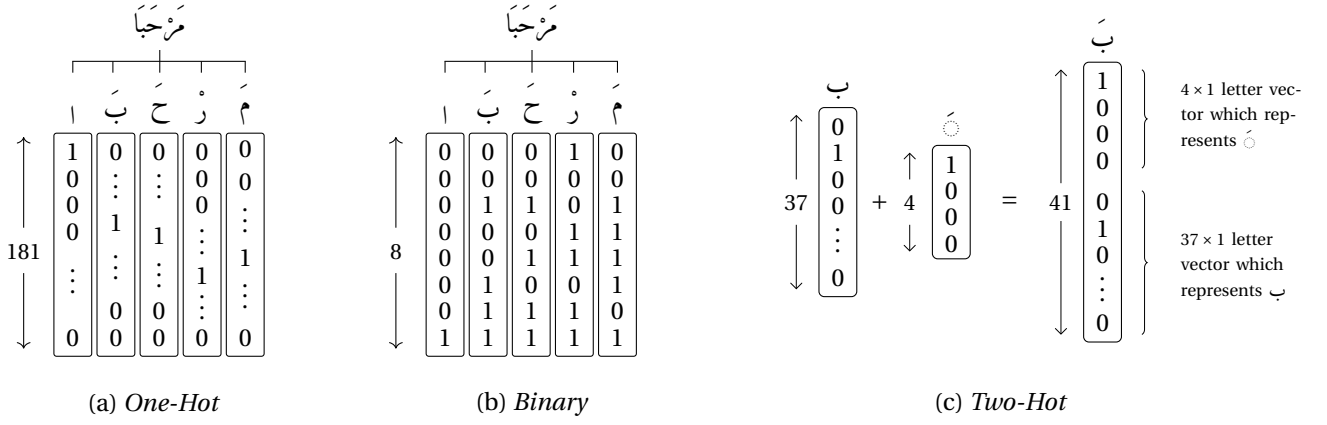 مَرْحَبَا
ا بَ حَ رْ مَ
1 0 0 0 0
0 ⋮ ⋮ 0 0
0 1 1 0 ⋮
0 ⋮ ⋮ ⋮ 1
181
⋮ 0 0 1 ⋮
0 0 0 ⋮ 0
0
(a) One-Hot
مَرْحَبَا
ا بَ حَ رْ مَ
0 0 0 1 0
0 0 0 0 0
0 1 0 0 1
0 0 1 1 1
8
0 0 1 1 1
0 1 0 0 1
0 1 1 1 0
1 1 1 1 1
(b) Binary
ب
37
0
1
0
0
⋮
0
+
◌َ
4
1
0
0
0
=
بَ
41
1
0
0
0
0
1
0
⋮
0
4 × 1 letter vec-
tor which rep-
resents ◌َ
37 × 1 letter
vector which
represents ب
(c) Two-Hot